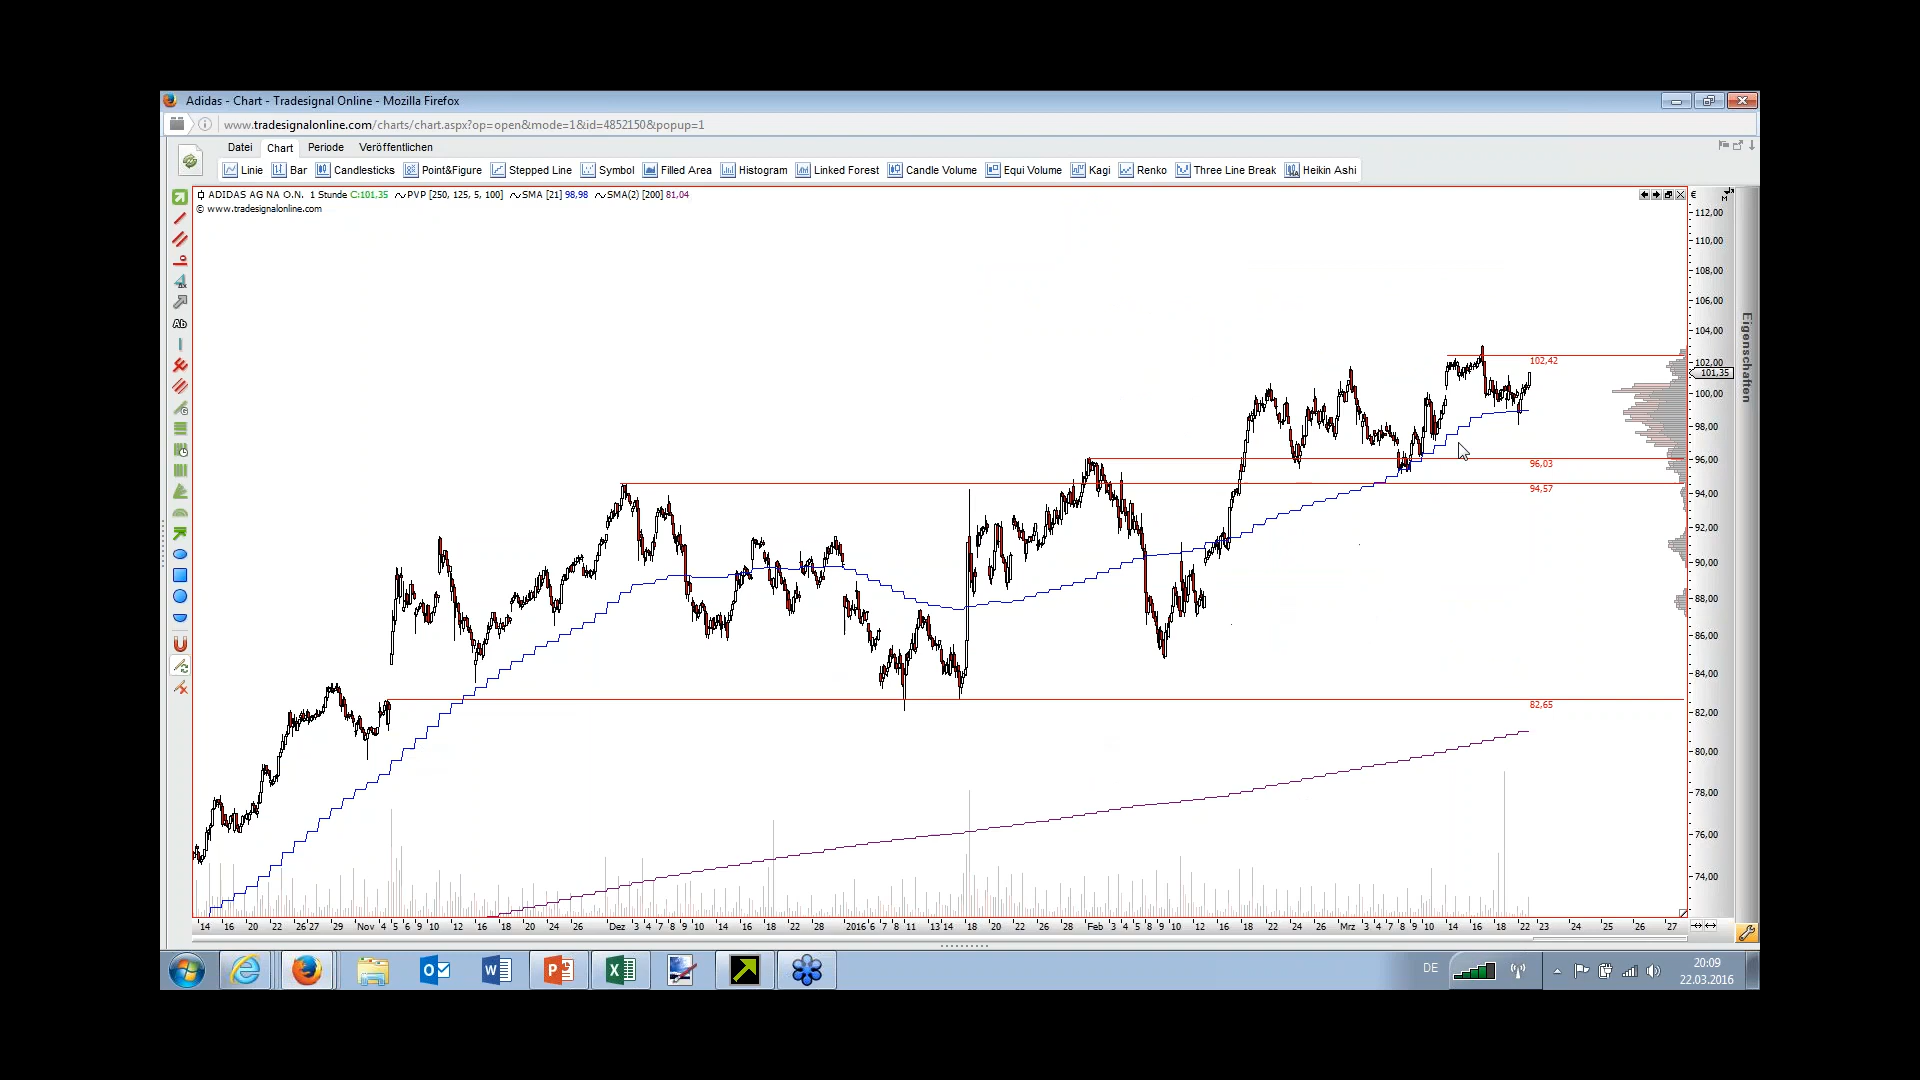 Adidas - Chart - Tradesignal Online - Mozilla Firefox
www.tradesignalonline.com/charts/chart.aspx?op=open&mode=1&id=4852150&popup=1
Datei Chart Periode Veröffentlichen
Linie Bar Candlesticks Point&Figure Stepped Line Symbol Filled Area Histogram Linked Forest Candle Volume Equi Volume Kagi Renko Three Line Break Heikin Ashi
ADIDAS AG NA O.N. 1 Stunde C:101,35 PVP [250, 125, 5, 100] SMA [21] 98,98 SMA(2) [200] 81,04
© www.tradesignalonline.com
€
112,00
110,00
108,00
106,00
104,00
102,00
101,35
100,00
98,00
96,00
94,00
92,00
90,00
88,00
86,00
84,00
82,00
80,00
78,00
76,00
74,00
102,42
96,03
94,57
82,65
Eigenschaften
Ab
14 16 20 22 26 27 29 Nov 4 5 6 9 10 12 16 18 20 24 26 Dez 3 4 7 8 9 10 14 16 18 22 28 2016 6 7 8 11 13 14 18 20 22 26 28 Feb 4 5 8 9 10 12 16 18 22 24 26 Mrz 3 4 7 8 9 10 14 16 18 22 23 24 25 26 27
DE
20:09
22.03.2016